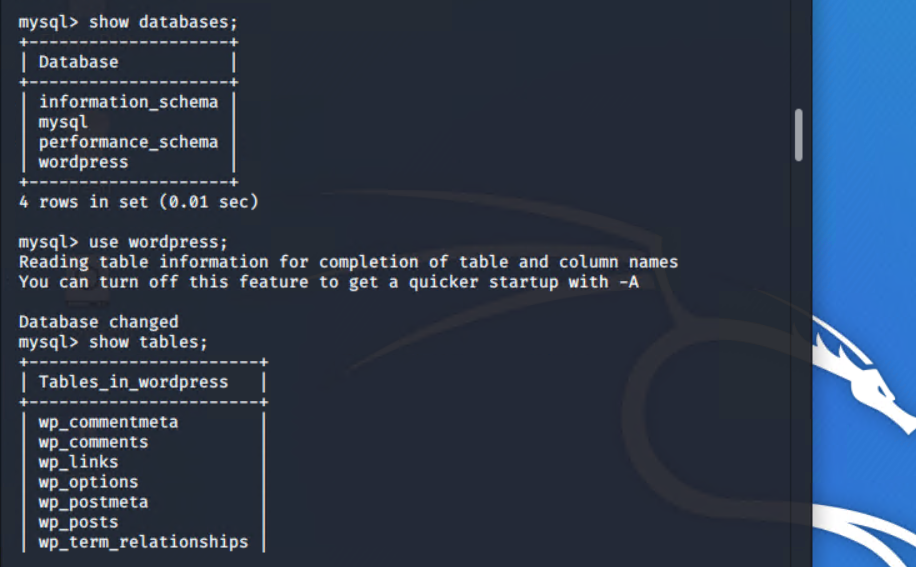 mysql> show databases;
+--------------------+
| Database           |
+--------------------+
| information_schema |
| mysql              |
| performance_schema |
| wordpress          |
+--------------------+
4 rows in set (0.01 sec)
mysql> use wordpress;
Reading table information for completion of table and column names
You can turn off this feature to get a quicker startup with -A
Database changed
mysql> show tables;
+-----------------------+
| Tables_in_wordpress   |
+-----------------------+
| wp_commentmeta        |
| wp_comments           |
| wp_links              |
| wp_options            |
| wp_postmeta           |
| wp_posts              |
| wp_term_relationships |